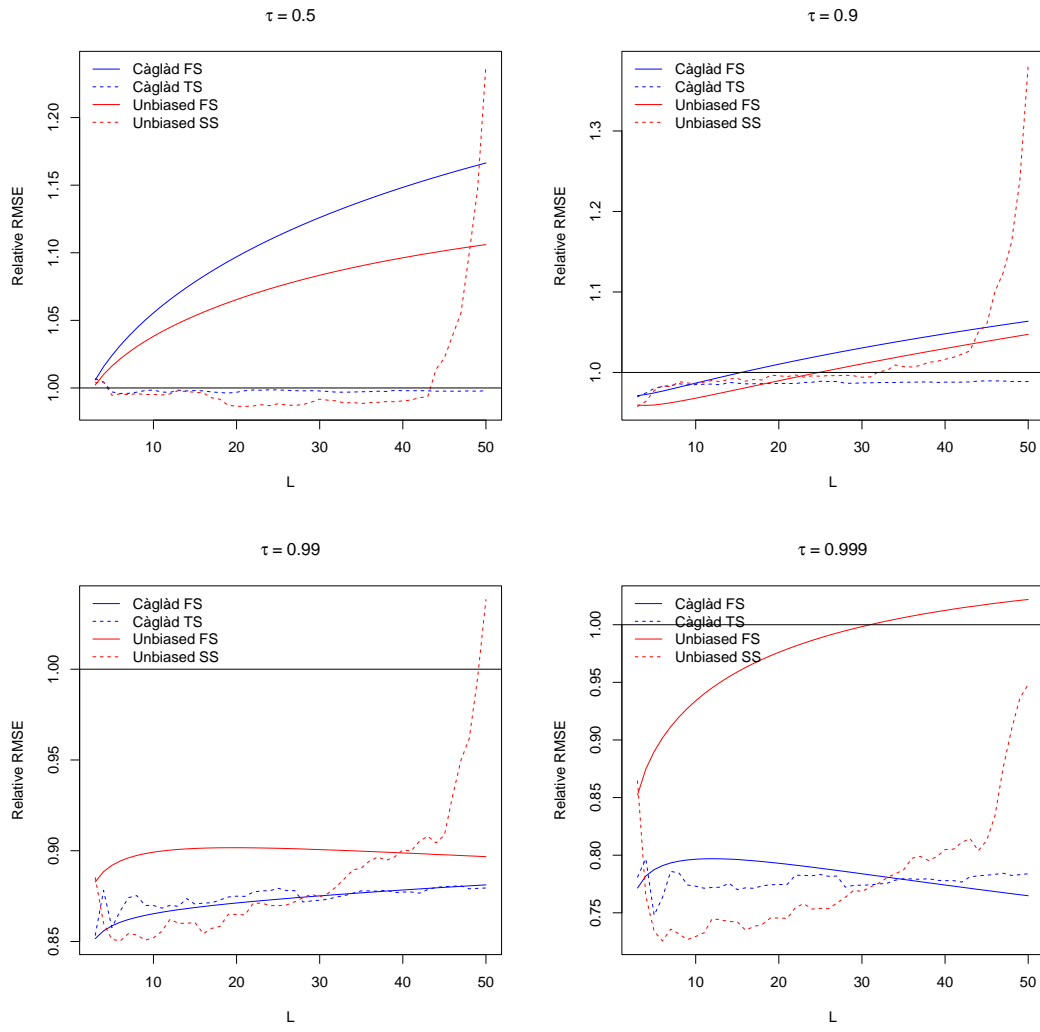 τ = 0.5
Càglàd FS
Càglàd TS
Unbiased FS
Unbiased SS
Relative RMSE
1.00
1.05
1.10
1.15
1.20
10
20
30
40
50
L
τ = 0.9
Càglàd FS
Càglàd TS
Unbiased FS
Unbiased SS
Relative RMSE
1.0
1.1
1.2
1.3
10
20
30
40
50
L
τ = 0.99
Càglàd FS
Càglàd TS
Unbiased FS
Unbiased SS
Relative RMSE
0.85
0.90
0.95
1.00
10
20
30
40
50
L
τ = 0.999
Càglàd FS
Càglàd TS
Unbiased FS
Unbiased SS
Relative RMSE
0.75
0.80
0.85
0.90
0.95
1.00
10
20
30
40
50
L